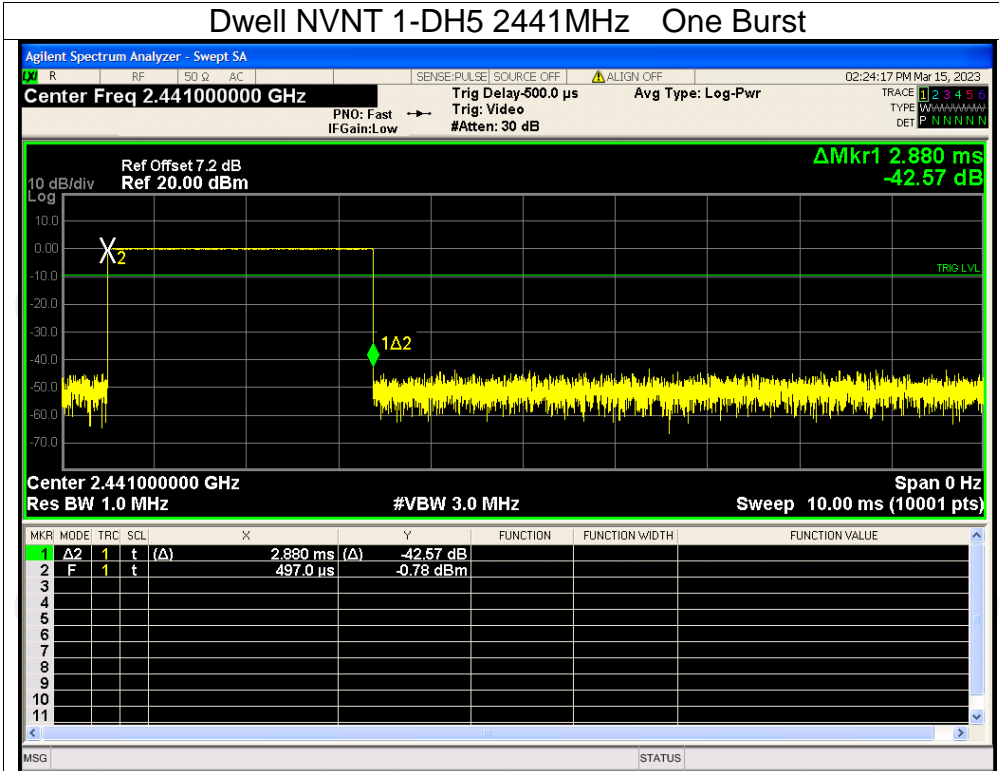 Dwell NVNT 1-DH5 2441MHz One Burst
Agilent Spectrum Analyzer - Swept SA
LXI R RF 50 Ω AC SENSE:PULSE SOURCE OFF ⚠ALIGN OFF 02:24:17 PM Mar 15, 2023
Center Freq 2.441000000 GHz
PNO: Fast
IFGain:Low
Trig Delay-500.0 µs
Trig: Video
#Atten: 30 dB
Avg Type: Log-Pwr
TRACE 1 2 3 4 5 6
TYPE WWWWWW
DET P N N N N N
ΔMkr1 2.880 ms
-42.57 dB
Ref Offset 7.2 dB
10 dB/div Ref 20.00 dBm
Log
10.0
0.00
-10.0
-20.0
-30.0
-40.0
-50.0
-60.0
-70.0
2
TRIG LVL
1Δ2
Center 2.441000000 GHz Span 0 Hz
Res BW 1.0 MHz #VBW 3.0 MHz Sweep 10.00 ms (10001 pts)
MKR MODE TRC SCL X Y FUNCTION FUNCTION WIDTH FUNCTION VALUE
1 Δ2 1 t (Δ) 2.880 ms (Δ) -42.57 dB
2 F 1 t 497.0 µs -0.78 dBm
3
4
5
6
7
8
9
10
11
MSG STATUS